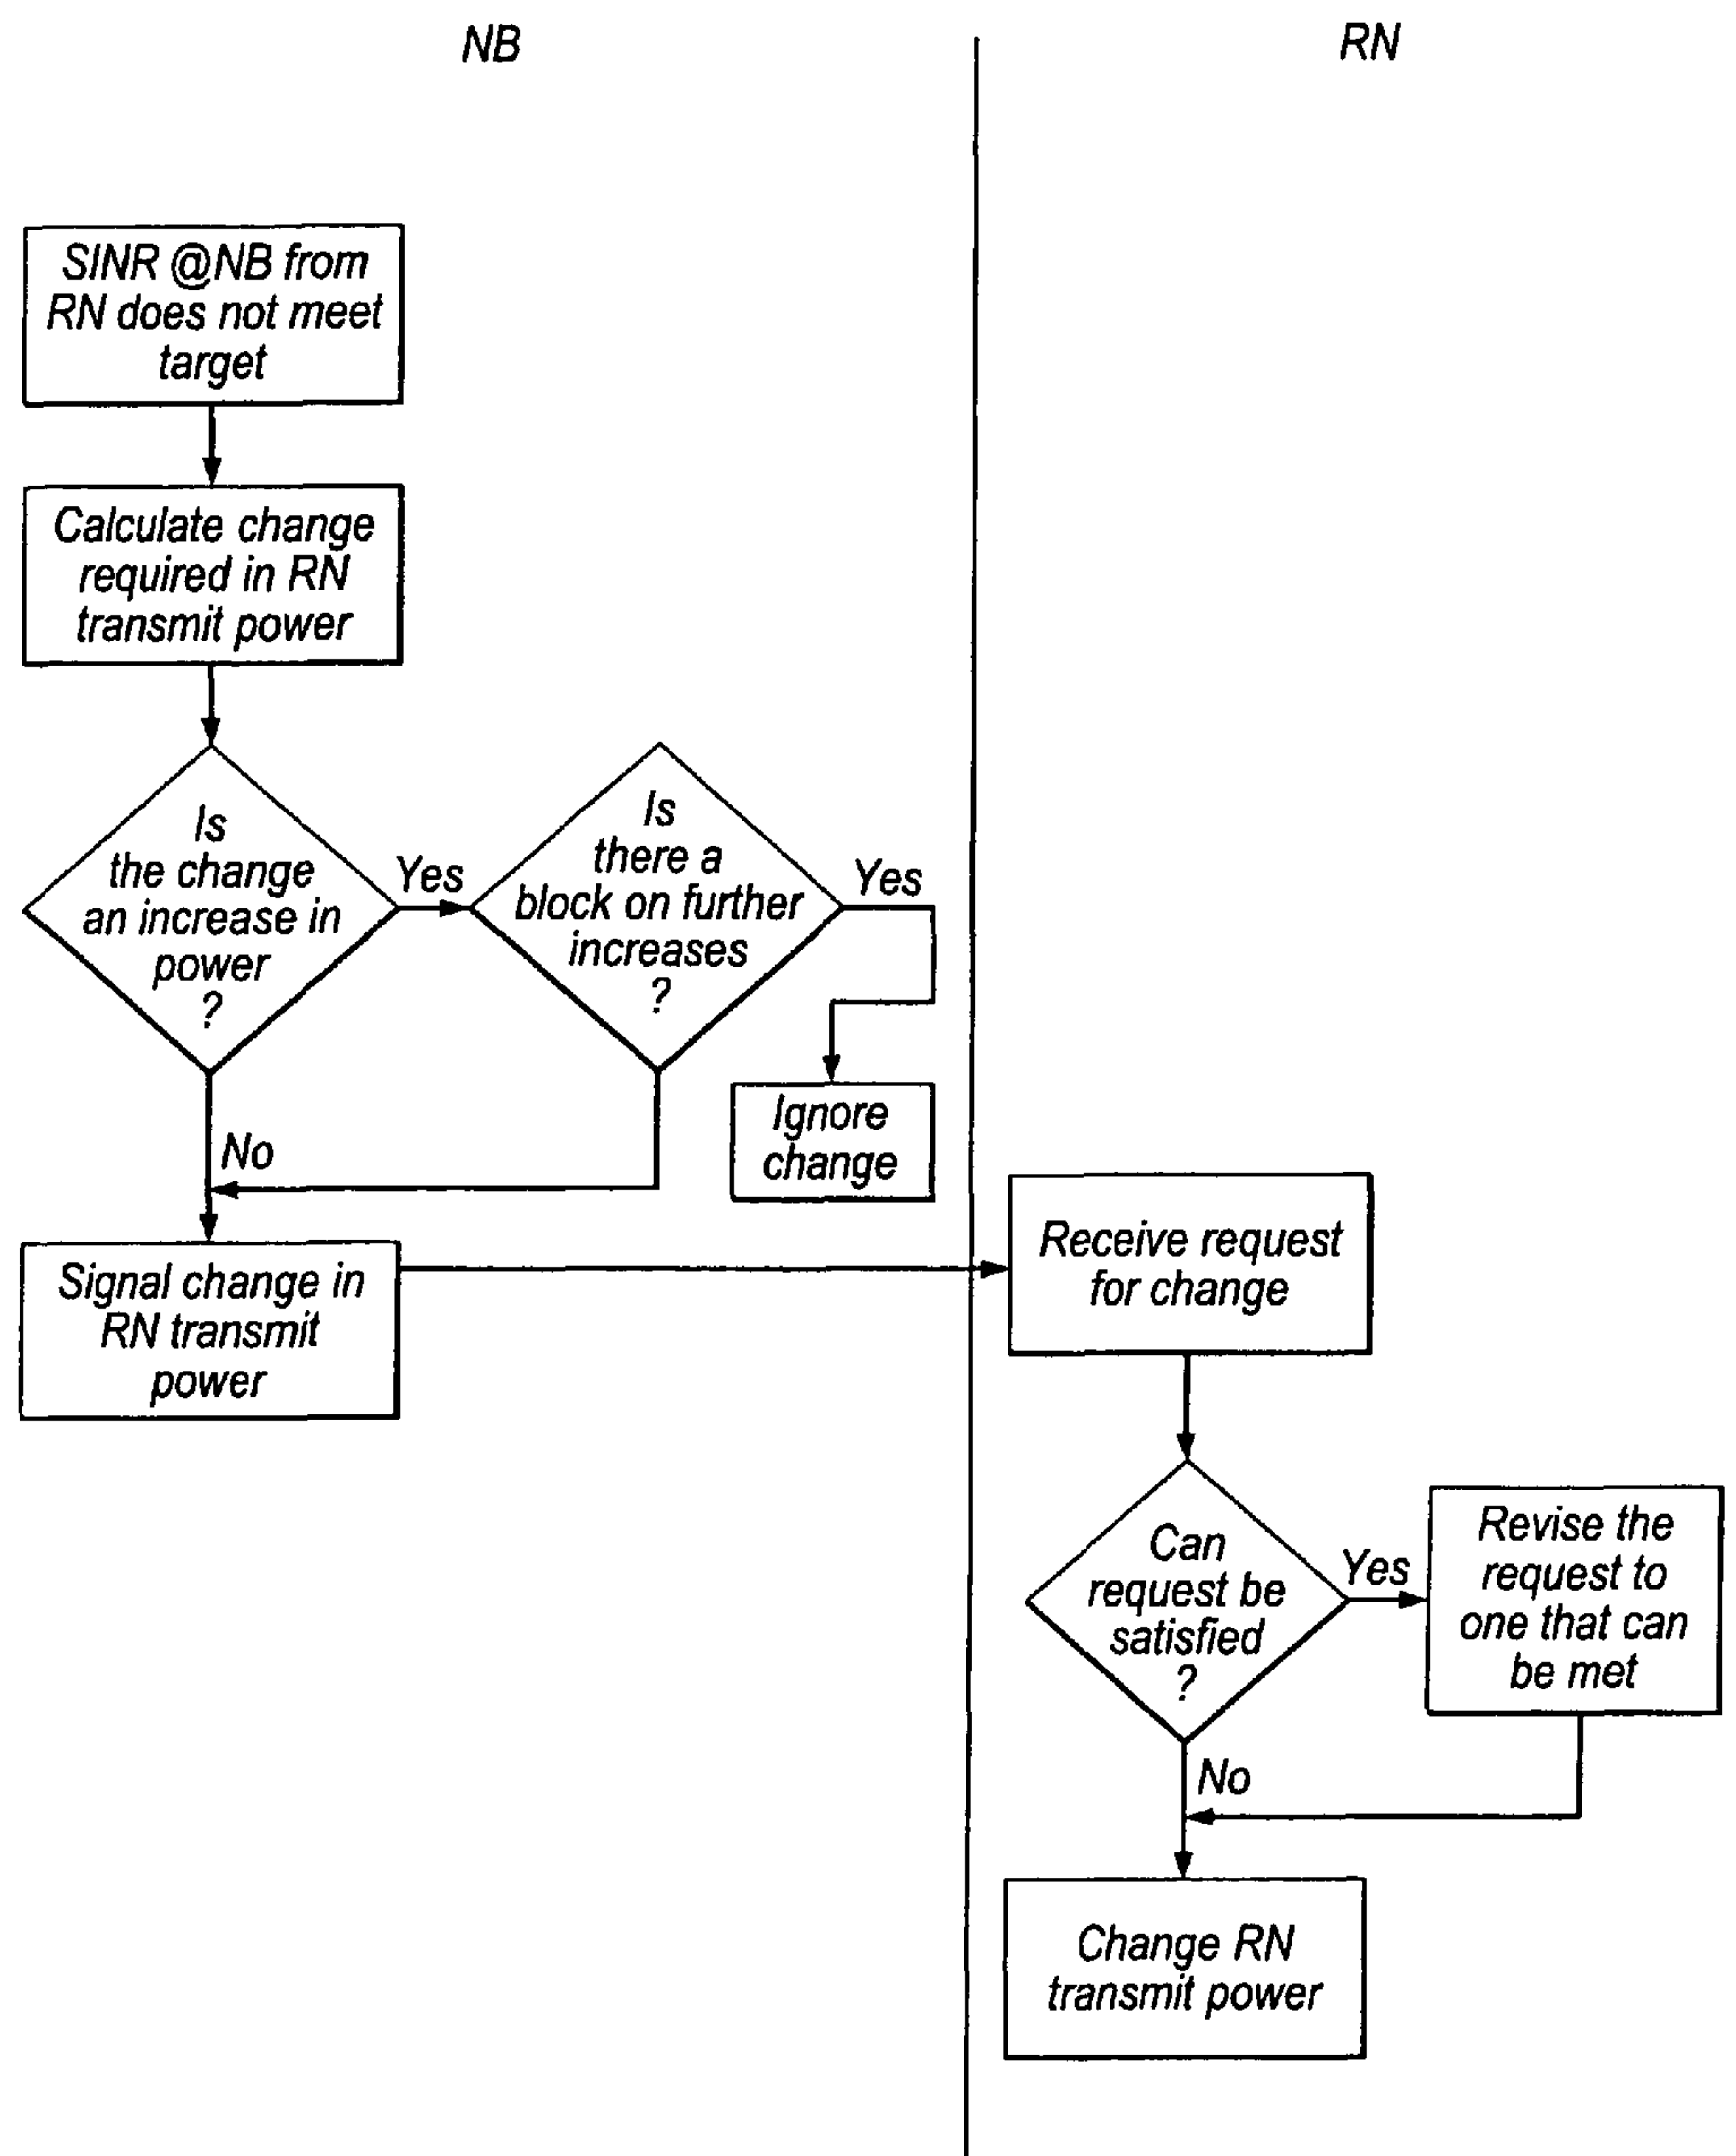 NB
RN
SINR @NB from
RN does not meet
target
Calculate change
required in RN
transmit power
Is
the change
an increase in
power
?
Yes
Is
there a
block on further
increases
?
Yes
Ignore
change
No
Signal change in
RN transmit
power
Receive request
for change
Can
request be
satisfied
?
Yes
Revise the
request to
one that can
be met
No
Change RN
transmit power